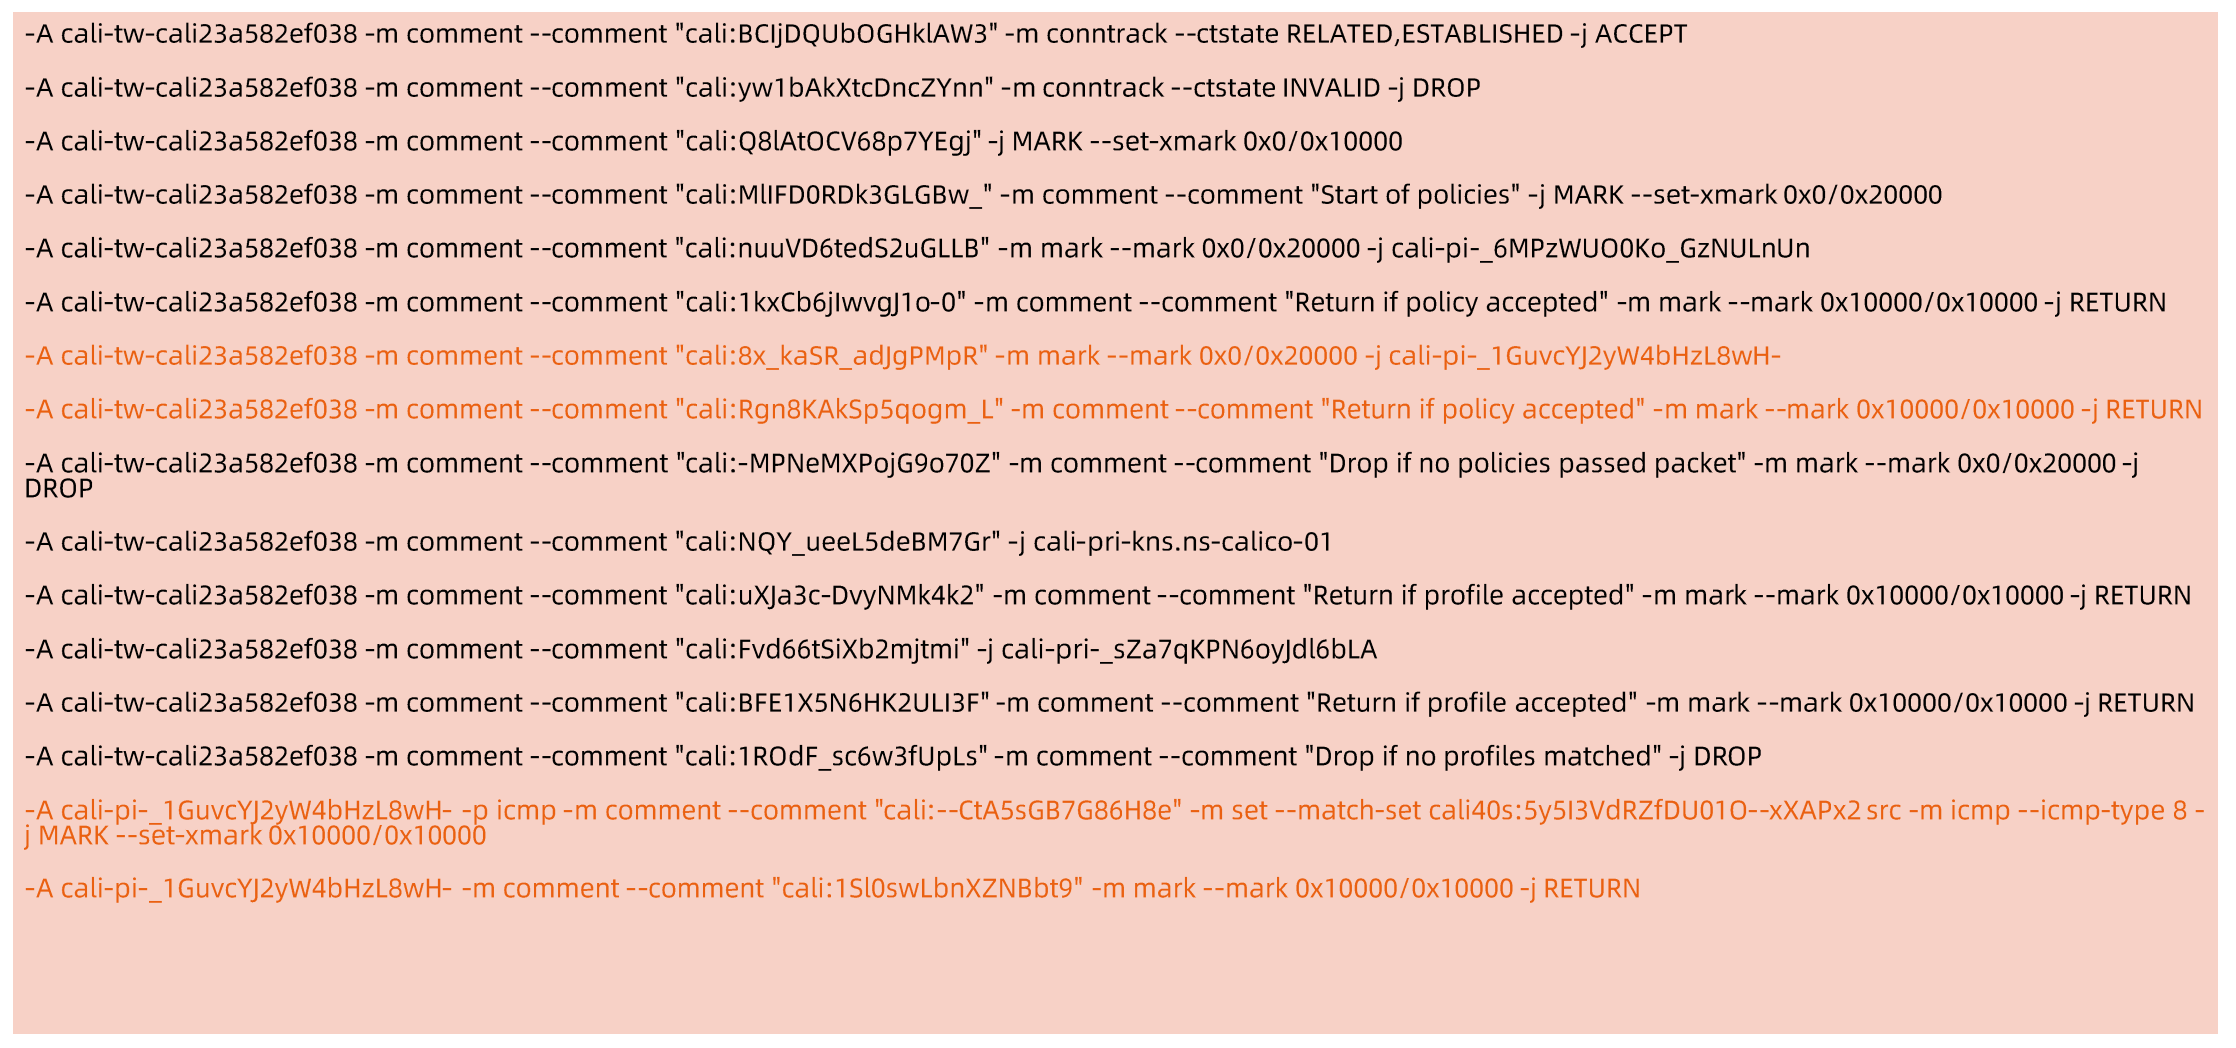 -A cali-tw-cali23a582ef038 -m comment --comment "cali:BCIjDQUbOGHklAW3" -m conntrack --ctstate RELATED,ESTABLISHED -j ACCEPT
-A cali-tw-cali23a582ef038 -m comment --comment "cali:yw1bAkXtcDncZYnn" -m conntrack --ctstate INVALID -j DROP
-A cali-tw-cali23a582ef038 -m comment --comment "cali:Q8lAtOCV68p7YEgj" -j MARK --set-xmark 0x0/0x10000
-A cali-tw-cali23a582ef038 -m comment --comment "cali:MlIFD0RDk3GLGBw_" -m comment --comment "Start of policies" -j MARK --set-xmark 0x0/0x20000
-A cali-tw-cali23a582ef038 -m comment --comment "cali:nuuVD6tedS2uGLLB" -m mark --mark 0x0/0x20000 -j cali-pi-_6MPzWUO0Ko_GzNULnUn
-A cali-tw-cali23a582ef038 -m comment --comment "cali:1kxCb6jIwvgJ1o-0" -m comment --comment "Return if policy accepted" -m mark --mark 0x10000/0x10000 -j RETURN
-A cali-tw-cali23a582ef038 -m comment --comment "cali:8x_kaSR_adJgPMpR" -m mark --mark 0x0/0x20000 -j cali-pi-_1GuvcYJ2yW4bHzL8wH-
-A cali-tw-cali23a582ef038 -m comment --comment "cali:Rgn8KAkSp5qogm_L" -m comment --comment "Return if policy accepted" -m mark --mark 0x10000/0x10000 -j RETURN
-A cali-tw-cali23a582ef038 -m comment --comment "cali:-MPNeMXPojG9o70Z" -m comment --comment "Drop if no policies passed packet" -m mark --mark 0x0/0x20000 -j
DROP
-A cali-tw-cali23a582ef038 -m comment --comment "cali:NQY_ueeL5deBM7Gr" -j cali-pri-kns.ns-calico-01
-A cali-tw-cali23a582ef038 -m comment --comment "cali:uXJa3c-DvyNMk4k2" -m comment --comment "Return if profile accepted" -m mark --mark 0x10000/0x10000 -j RETURN
-A cali-tw-cali23a582ef038 -m comment --comment "cali:Fvd66tSiXb2mjtmi" -j cali-pri-_sZa7qKPN6oyJdl6bLA
-A cali-tw-cali23a582ef038 -m comment --comment "cali:BFE1X5N6HK2ULI3F" -m comment --comment "Return if profile accepted" -m mark --mark 0x10000/0x10000 -j RETURN
-A cali-tw-cali23a582ef038 -m comment --comment "cali:1ROdF_sc6w3fUpLs" -m comment --comment "Drop if no profiles matched" -j DROP
-A cali-pi-_1GuvcYJ2yW4bHzL8wH- -p icmp -m comment --comment "cali:--CtA5sGB7G86H8e" -m set --match-set cali40s:5y5I3VdRZfDU01O--xXAPx2 src -m icmp --icmp-type 8 -
j MARK --set-xmark 0x10000/0x10000
-A cali-pi-_1GuvcYJ2yW4bHzL8wH- -m comment --comment "cali:1Sl0swLbnXZNBbt9" -m mark --mark 0x10000/0x10000 -j RETURN